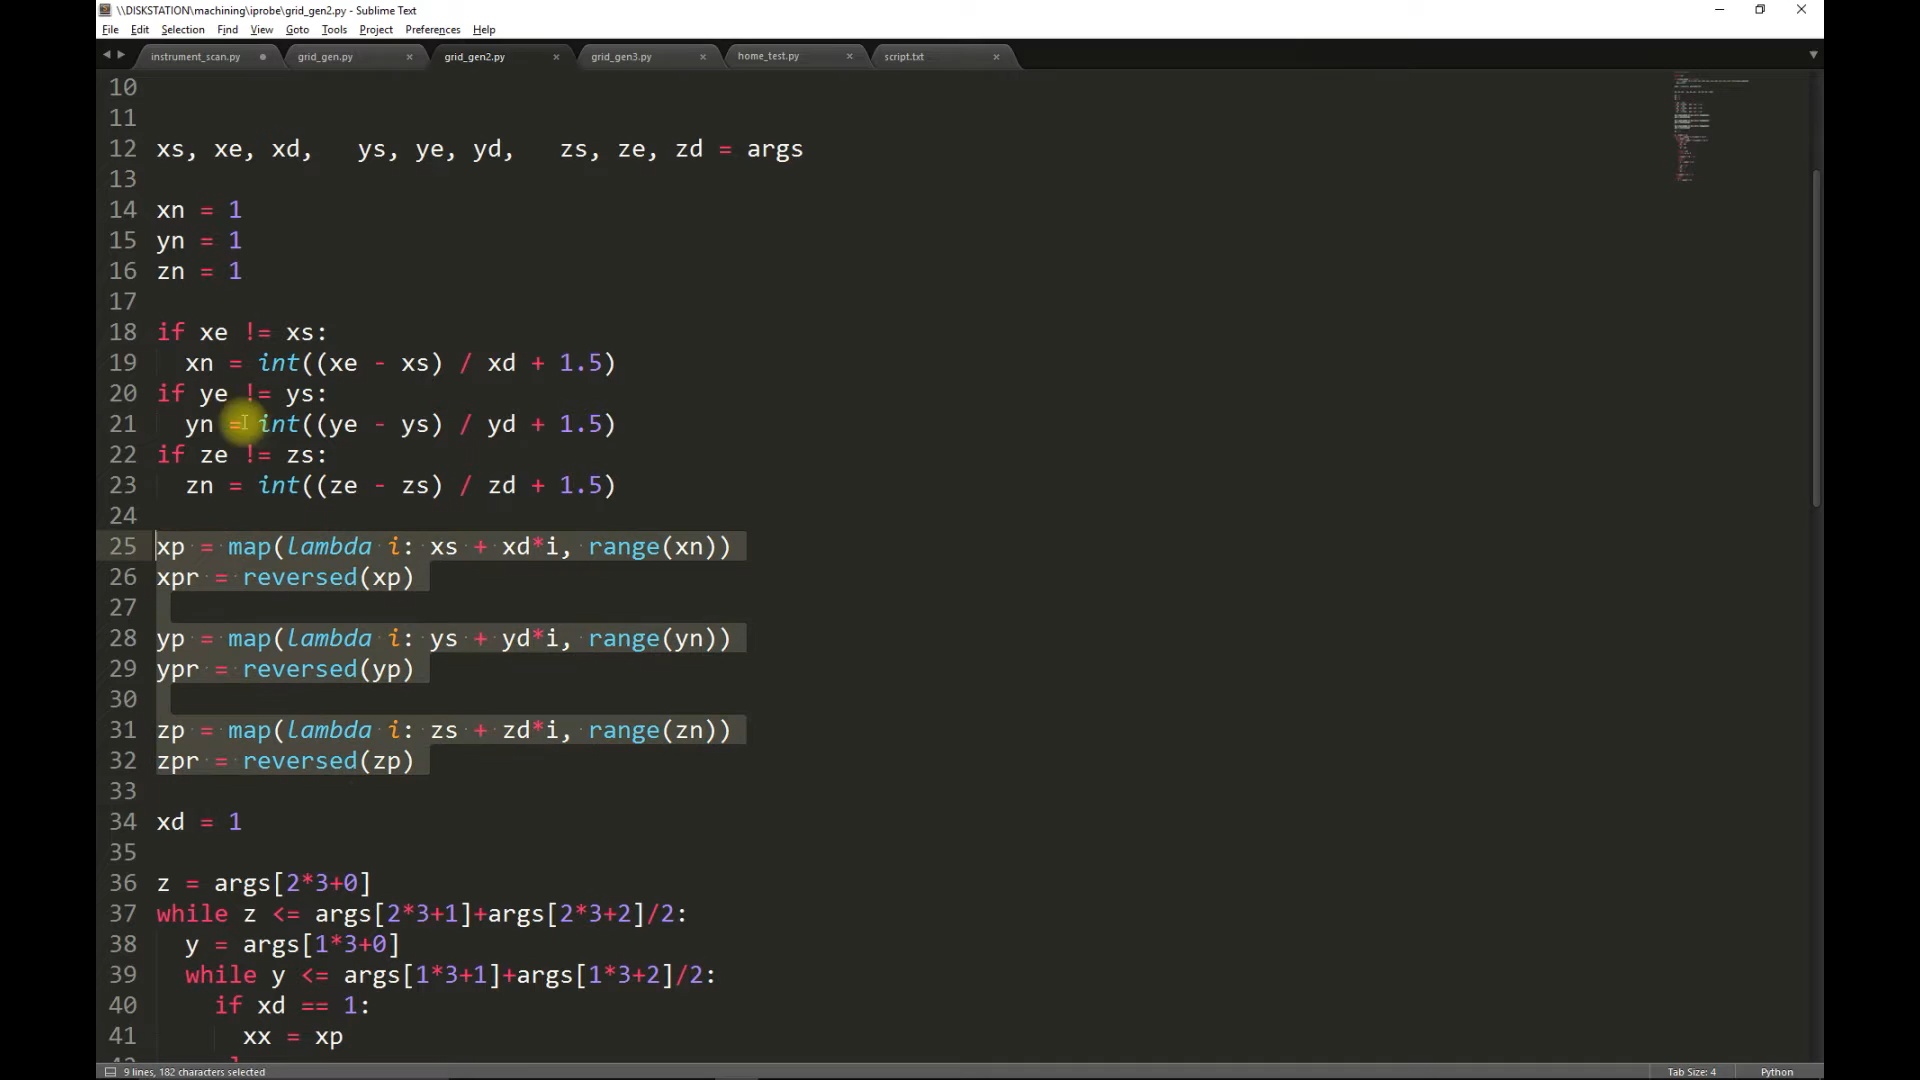 \\DISKSTATION\machining\iprobe\grid_gen2.py - Sublime Text
File Edit Selection Find View Goto Tools Project Preferences Help
instrument_scan.py grid_gen.py grid_gen2.py grid_gen3.py home_test.py script.txt
10
11
12 xs, xe, xd,   ys, ye, yd,   zs, ze, zd = args
13
14 xn = 1
15 yn = 1
16 zn = 1
17
18 if xe != xs:
19   xn = int((xe - xs) / xd + 1.5)
20 if ye != ys:
21   yn = int((ye - ys) / yd + 1.5)
22 if ze != zs:
23   zn = int((ze - zs) / zd + 1.5)
24
25 xp = map(lambda i: xs + xd*i, range(xn))
26 xpr = reversed(xp)
27
28 yp = map(lambda i: ys + yd*i, range(yn))
29 ypr = reversed(yp)
30
31 zp = map(lambda i: zs + zd*i, range(zn))
32 zpr = reversed(zp)
33
34 xd = 1
35
36 z = args[2*3+0]
37 while z <= args[2*3+1]+args[2*3+2]/2:
38   y = args[1*3+0]
39   while y <= args[1*3+1]+args[1*3+2]/2:
40     if xd == 1:
41       xx = xp
9 lines, 182 characters selected Tab Size: 4 Python